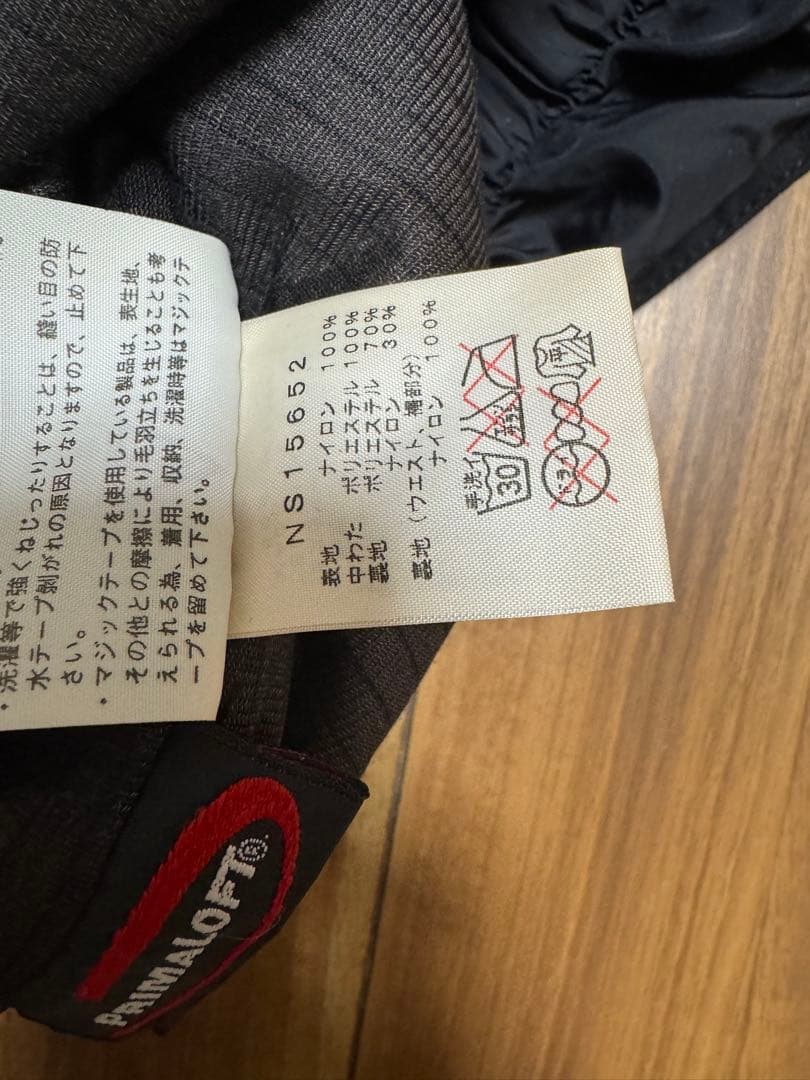 ・洗濯等で強くねじったりすることは、縫い目の防
水テープ剝がれの原因となりますので、止めて下
さい。
・マジックテープを使用している製品は、表生地、
その他との摩擦により毛羽立ちを生じることも考
えられる為、着用、収納、洗濯時等はマジックテ
ープを留めて下さい。
NS15652
表地 ナイロン 100%
中わた ポリエステル 100%
裏地 ポリエステル 70%
ナイロン 30%
裏地(ウエスト、裾部分)
ナイロン 100%
手洗イ
30
ドライ
PRIMALOFT®